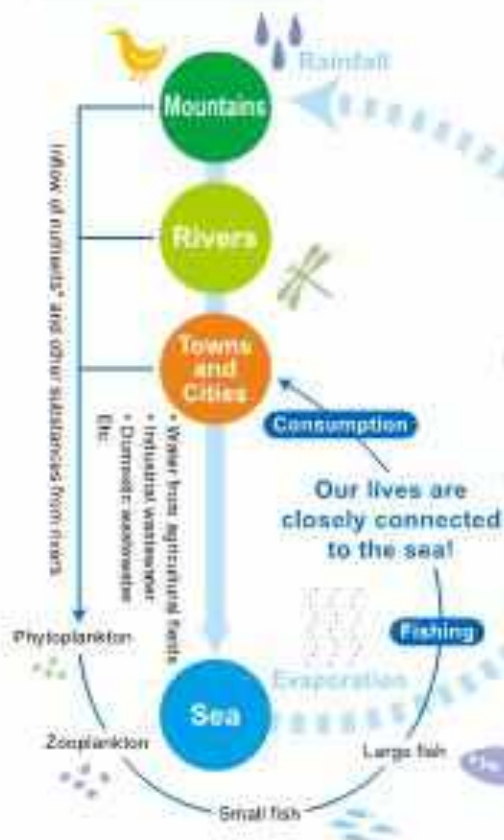 Rainfall
Mountains
Inflow of nutrients* and other substances from rivers
Rivers
Towns
and
Cities
Consumption
• Water from agricultural fields
• Industrial wastewater
• Domestic wastewater
Etc.
Our lives are
closely connected
to the sea!
Fishing
Phytoplankton
Evaporation
Sea
Zooplankton
Large fish
Small fish